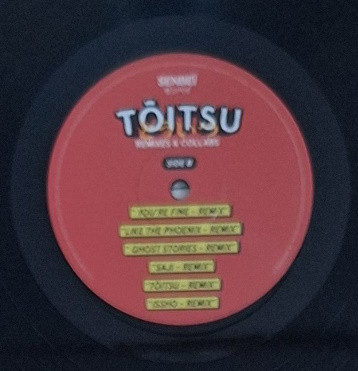 SENBEÏ
TŌITSU
REMIXES & COLLABS
SIDE B
"YOU'RE FINE - REMIX"
"LIKE THE PHOENIX - REMIX"
"GHOST STORIES - REMIX"
"SAJI - REMIX"
"TŌITSU - REMIX"
"ISSHO - REMIX"